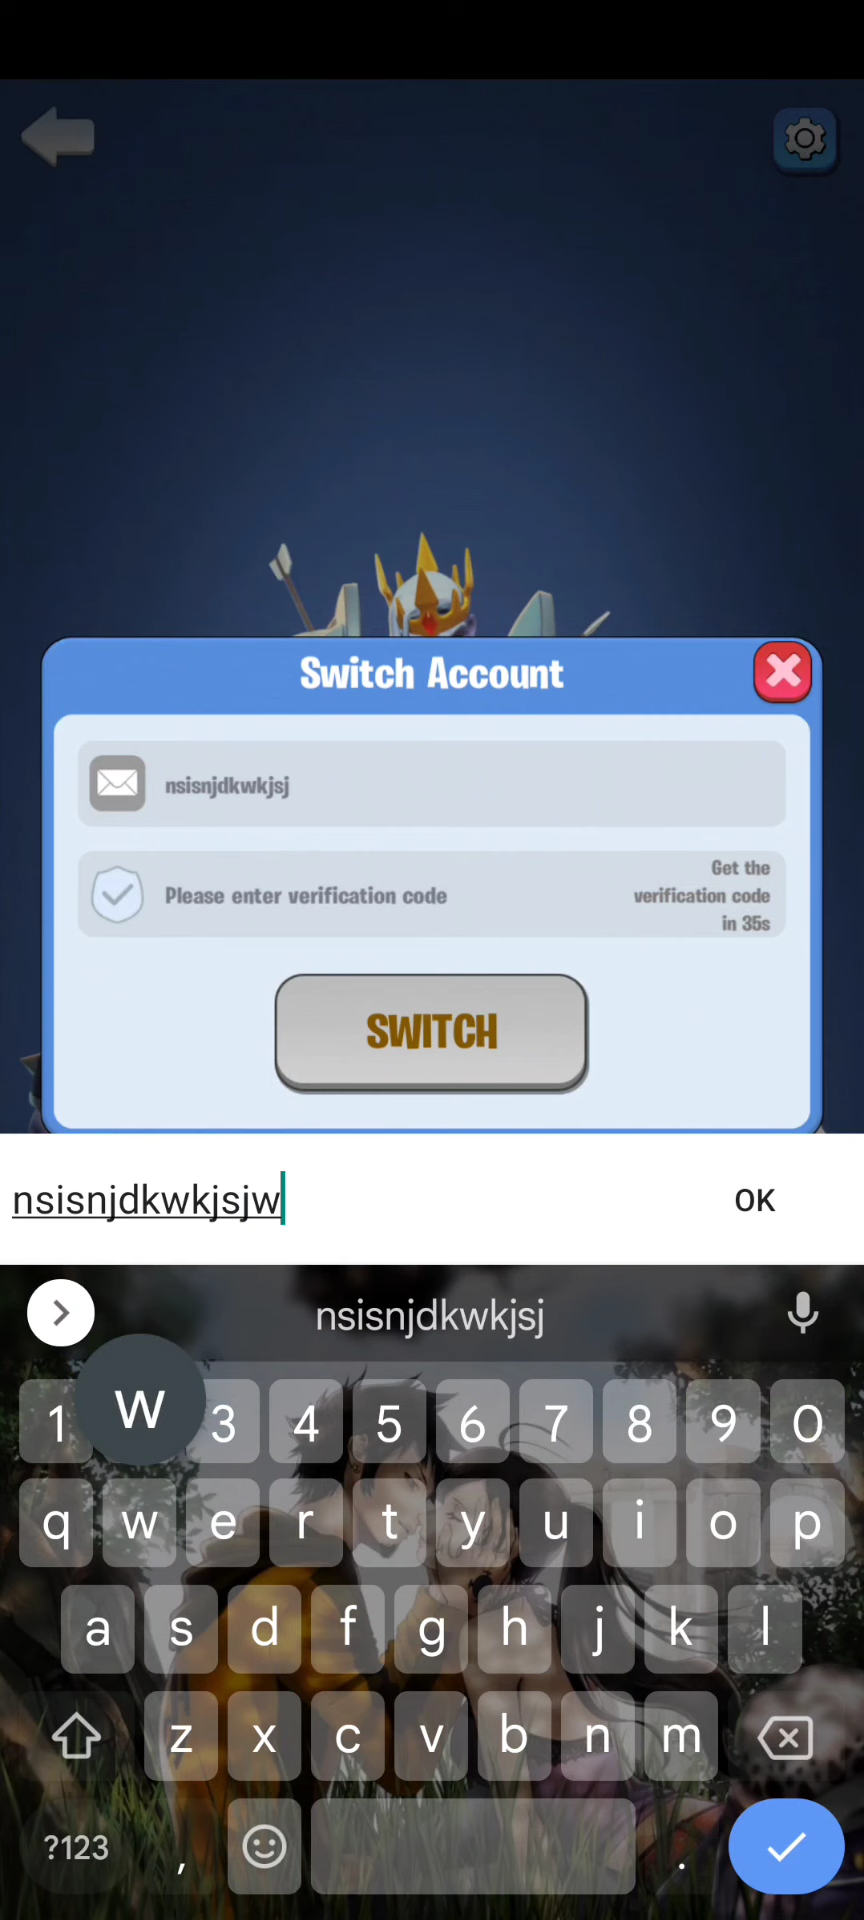 Switch Account
nsisnjdkwkjsj
Please enter verification code
Get the
verification code
in 35s
SWITCH
nsisnjdkwkjsjw
OK
nsisnjdkwkjsj
1 W 3 4 5 6 7 8 9 0
q w e r t y u i o p
a s d f g h j k l
z x c v b n m
?123 , .